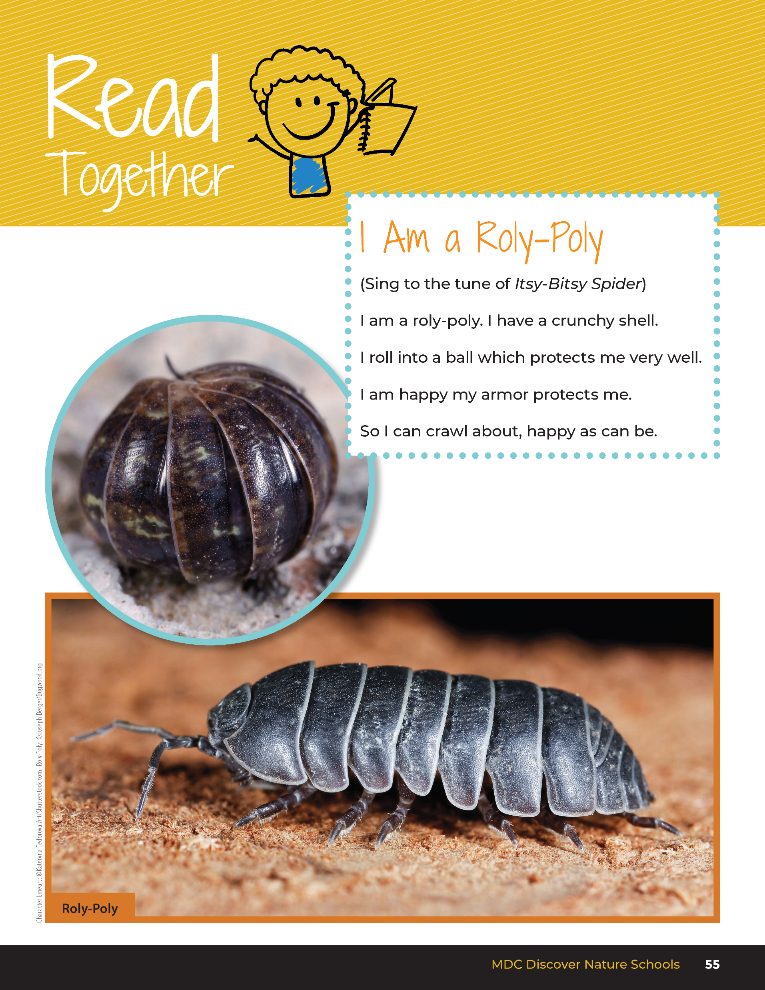 Read
Together
I Am a Roly-Poly
(Sing to the tune of Itsy-Bitsy Spider)
I am a roly-poly. I have a crunchy shell.
I roll into a ball which protects me very well.
I am happy my armor protects me.
So I can crawl about, happy as can be.
Roly-Poly
MDC Discover Nature Schools 55